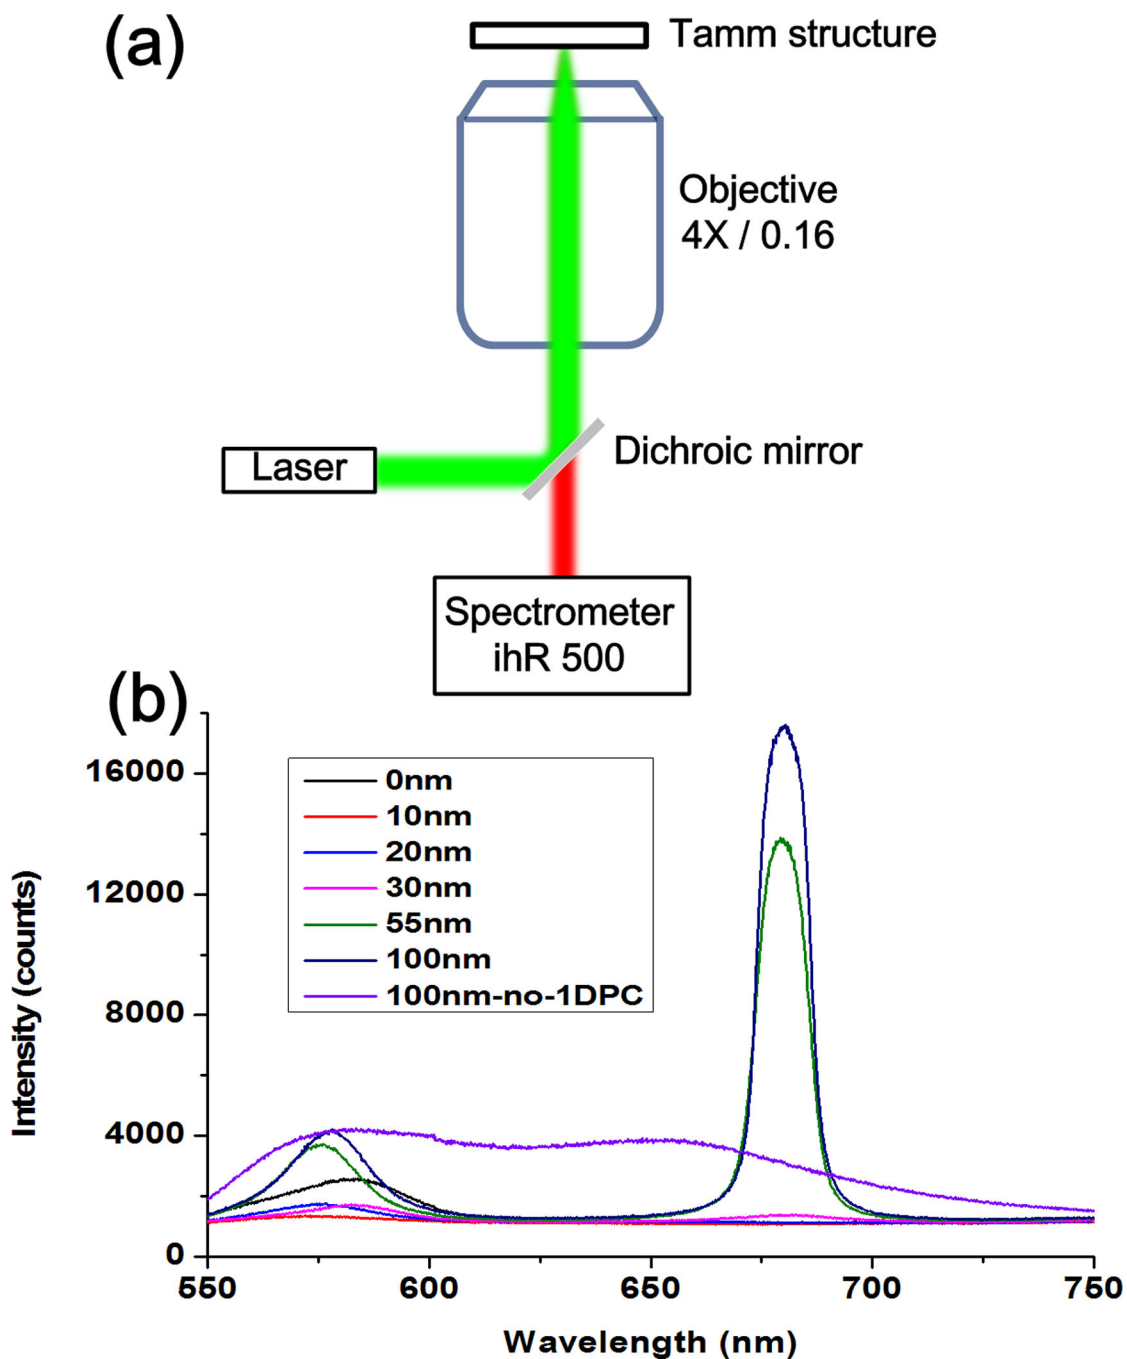 (a)
Tamm structure
Objective
4X / 0.16
Dichroic mirror
Laser
Spectrometer
ihR 500
(b)
Intensity (counts)
16000
12000
8000
4000
0
0nm
10nm
20nm
30nm
55nm
100nm
100nm-no-1DPC
550
600
650
700
750
Wavelength (nm)